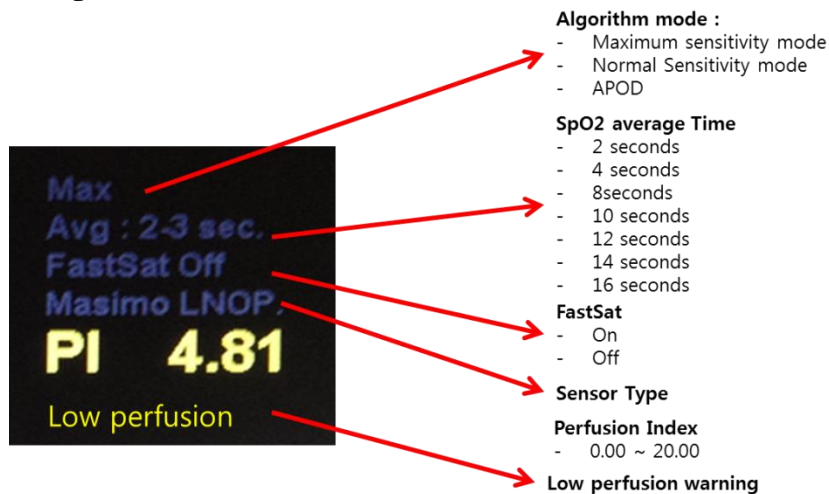 Max
Avg : 2-3 sec.
FastSat Off
Masimo LNOP.
PI 4.81
Low perfusion
Algorithm mode :
- Maximum sensitivity mode
- Normal Sensitivity mode
- APOD
SpO2 average Time
- 2 seconds
- 4 seconds
- 8seconds
- 10 seconds
- 12 seconds
- 14 seconds
- 16 seconds
FastSat
- On
- Off
Sensor Type
Perfusion Index
- 0.00 ~ 20.00
Low perfusion warning